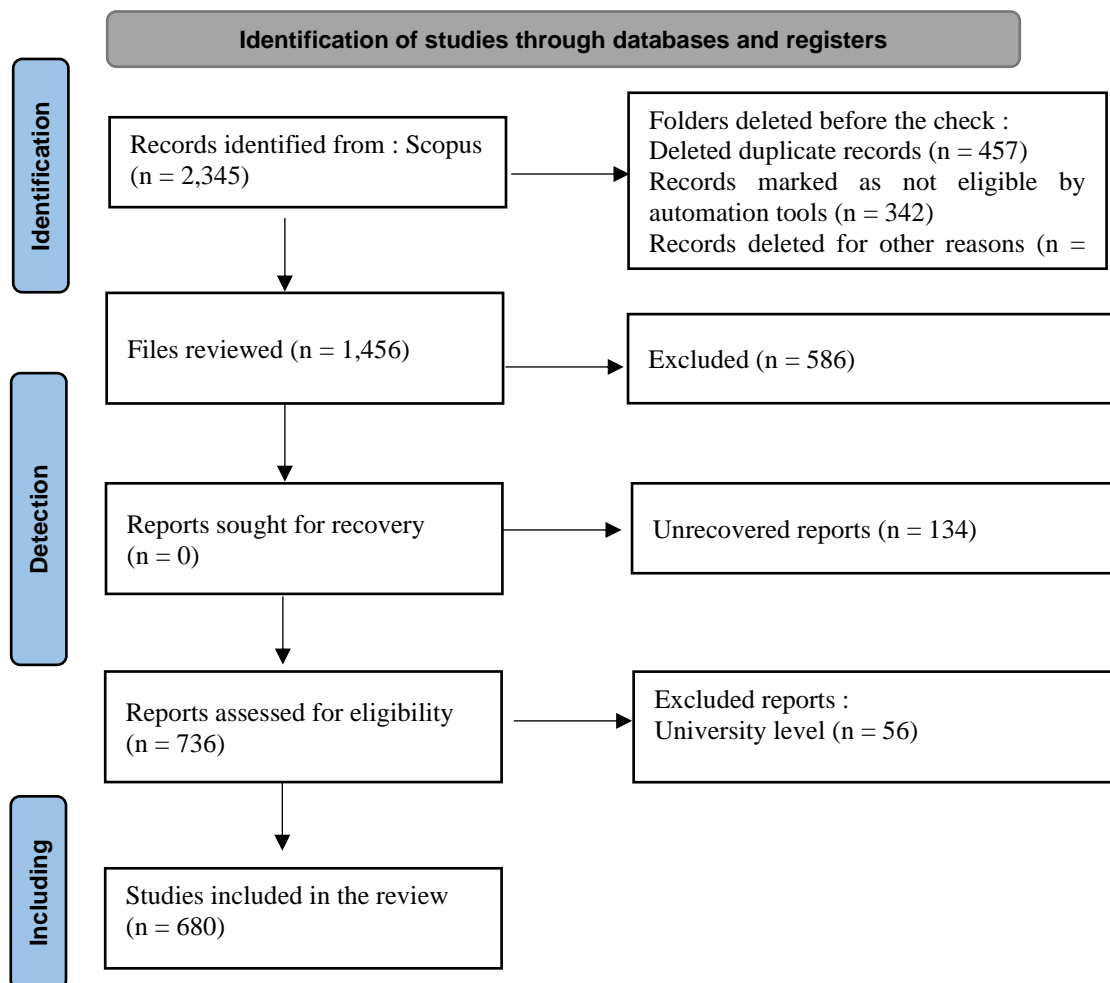 Identification of studies through databases and registers
Identification
Records identified from : Scopus
(n = 2,345)
Folders deleted before the check :
Deleted duplicate records (n = 457)
Records marked as not eligible by
automation tools (n = 342)
Records deleted for other reasons (n =
Files reviewed (n = 1,456)
Excluded (n = 586)
Detection
Reports sought for recovery
(n = 0)
Unrecovered reports (n = 134)
Reports assessed for eligibility
(n = 736)
Excluded reports :
University level (n = 56)
Including
Studies included in the review
(n = 680)